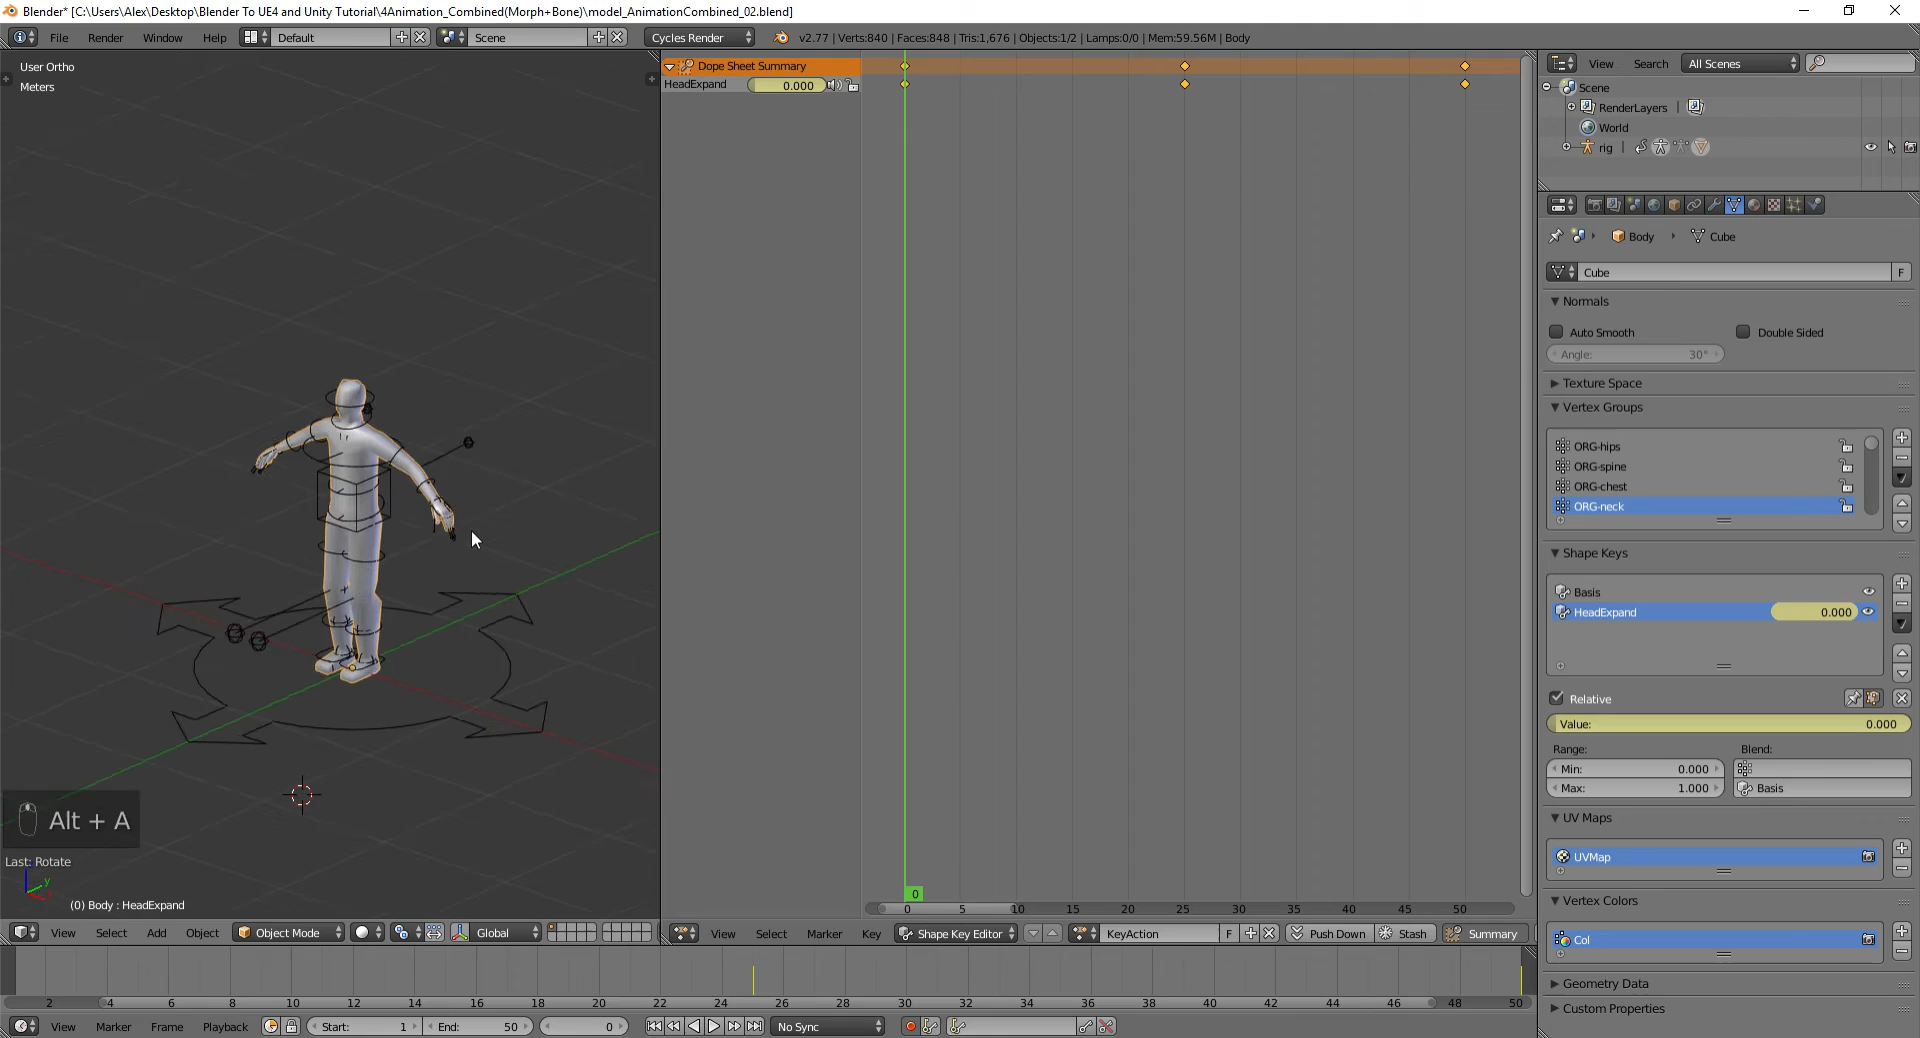 Blender* [C:\Users\Alex\Desktop\Blender To UE4 and Unity Tutorial\4Animation_Combined(Morph+Bone)\model_AnimationCombined_02.blend]
File Render Window Help Default Scene Cycles Render v2.77 | Verts:840 | Faces:848 | Tris:1,676 | Objects:1/2 | Lamps:0/0 | Mem:59.56M | Body
User Ortho
Meters
Dope Sheet Summary
HeadExpand 0.000
View Search All Scenes
Scene
RenderLayers |
World
rig |
Body Cube
Cube F
Normals
Auto Smooth Double Sided
Angle: 30°
Texture Space
Vertex Groups
ORG-hips
ORG-spine
ORG-chest
ORG-neck
Shape Keys
Basis
HeadExpand 0.000
Relative
Value: 0.000
Range: Blend:
Min: 0.000
Max: 1.000 Basis
UV Maps
UVMap
Vertex Colors
Col
Geometry Data
Custom Properties
Alt + A
Last: Rotate
z y x
(0) Body : HeadExpand
0
0 5 10 15 20 25 30 35 40 45 50
View Select Add Object Object Mode Global
View Select Marker Key Shape Key Editor KeyAction F Push Down Stash Summary
2 4 6 8 10 12 14 16 18 20 22 24 26 28 30 32 34 36 38 40 42 44 46 48 50
View Marker Frame Playback Start: 1 End: 50 0 No Sync